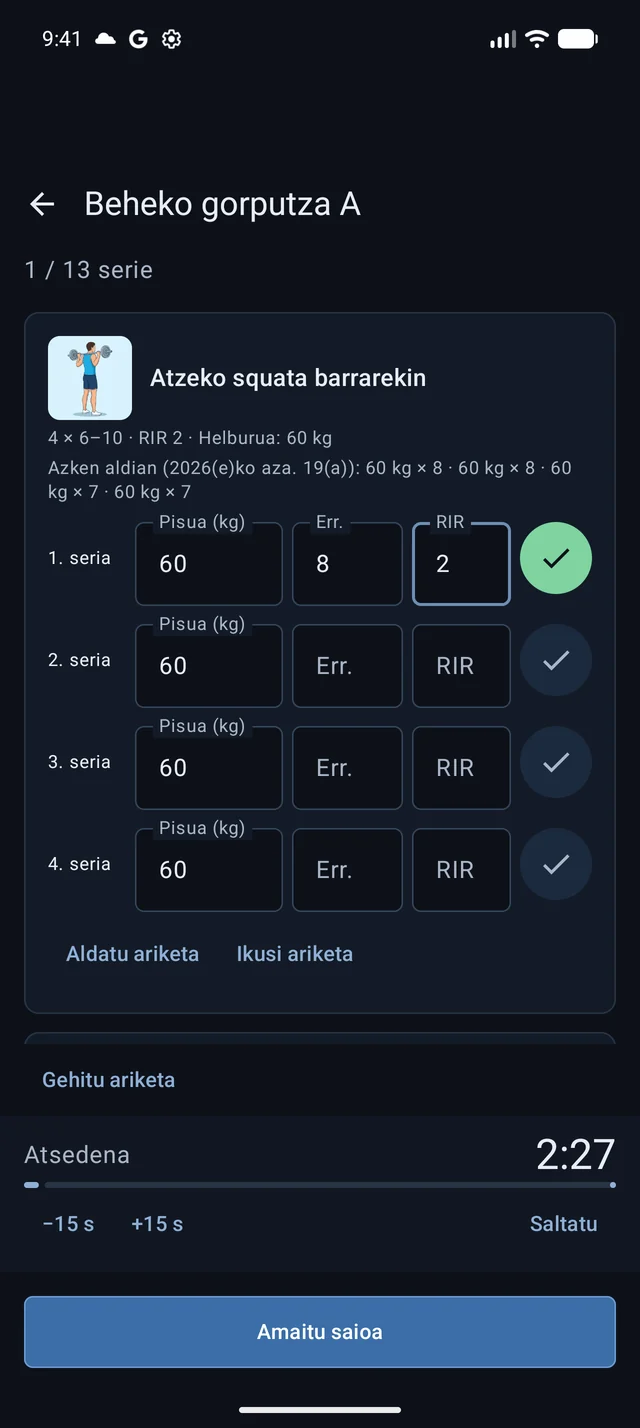 9:41
Beheko gorputza A
1 / 13 serie
Atzeko squata barrarekin
4 × 6–10 · RIR 2 · Helburua: 60 kg
Azken aldian (2026(e)ko aza. 19(a)): 60 kg × 8 · 60 kg × 8 · 60
kg × 7 · 60 kg × 7
Pisua (kg) Err. RIR
1. seria 60 8 2
Pisua (kg)
2. seria 60 Err. RIR
Pisua (kg)
3. seria 60 Err. RIR
Pisua (kg)
4. seria 60 Err. RIR
Aldatu ariketa Ikusi ariketa
Gehitu ariketa
Atsedena 2:27
−15 s +15 s Saltatu
Amaitu saioa